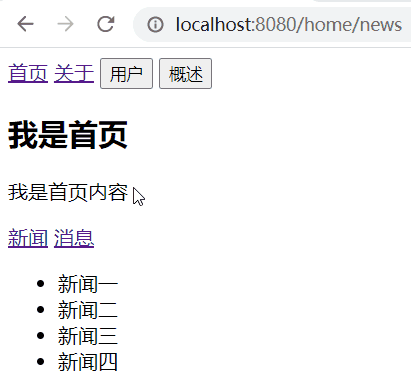 localhost:8080/home/news
首页 关于 用户 概述
我是首页
我是首页内容
新闻 消息
新闻一
新闻二
新闻三
新闻四